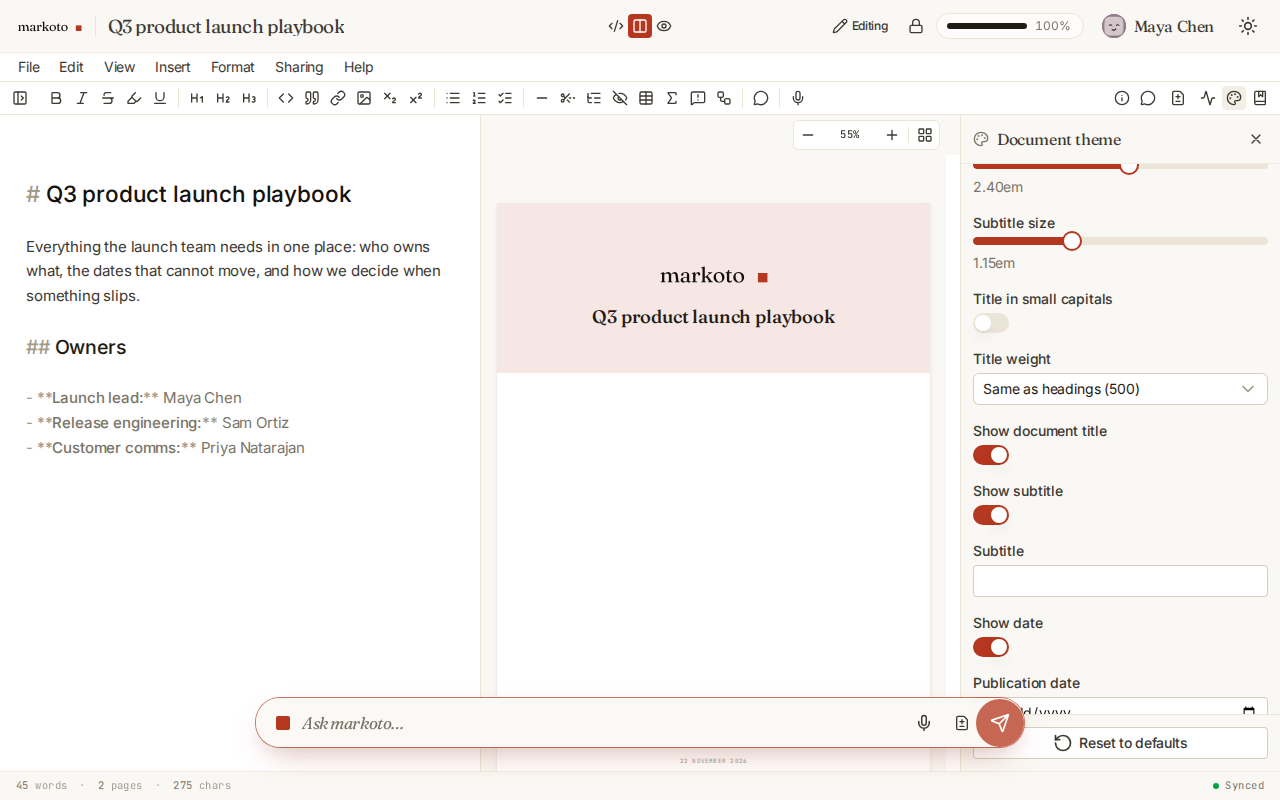 markoto
Q3 product launch playbook
Editing
100%
Maya Chen
File Edit View Insert Format Sharing Help
H1 H2 H3
55%
Document theme
# Q3 product launch playbook
Everything the launch team needs in one place: who owns
what, the dates that cannot move, and how we decide when
something slips.
## Owners
- **Launch lead:** Maya Chen
- **Release engineering:** Sam Ortiz
- **Customer comms:** Priya Natarajan
markoto
Q3 product launch playbook
22 NOVEMBER 2026
2.40em
Subtitle size
1.15em
Title in small capitals
Title weight
Same as headings (500)
Show document title
Show subtitle
Subtitle
Show date
Publication date
Reset to defaults
Ask markoto...
45 words · 2 pages · 275 chars
Synced